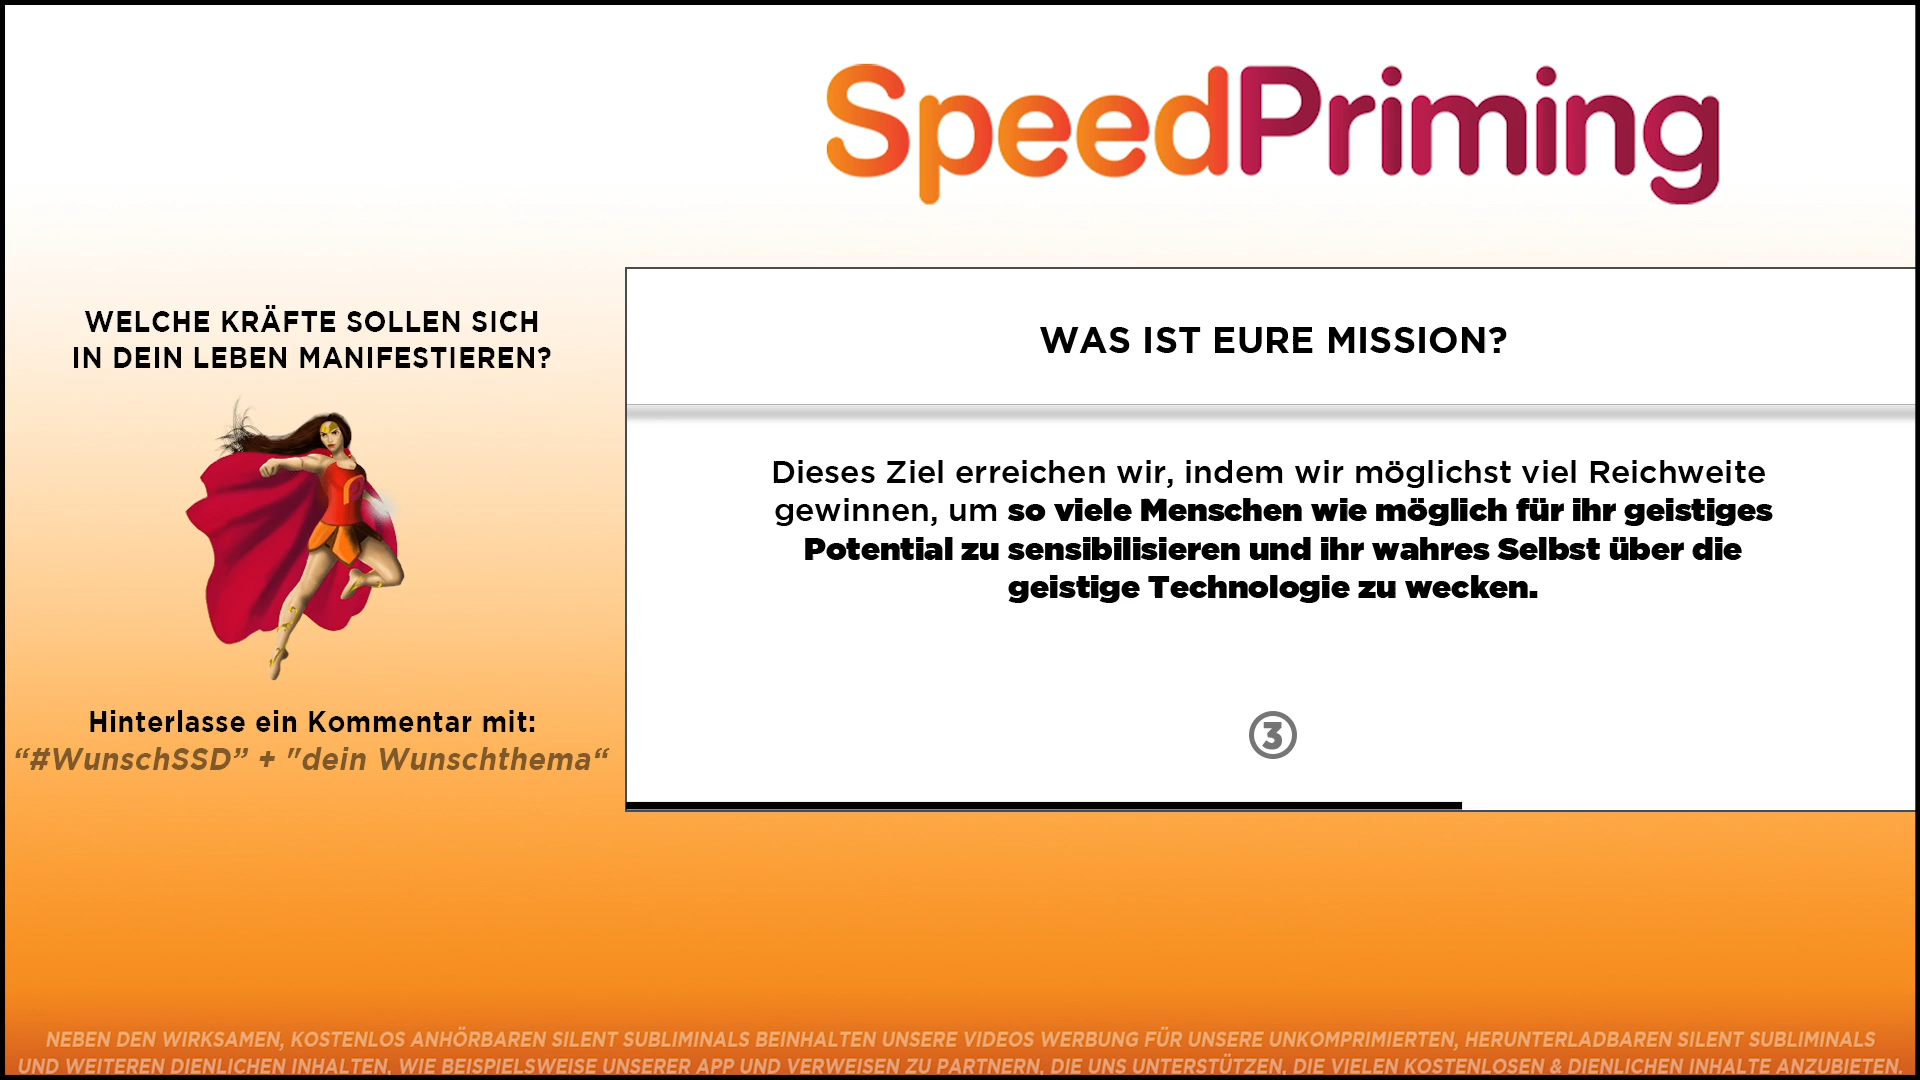 SpeedPriming
WELCHE KRÄFTE SOLLEN SICH
IN DEIN LEBEN MANIFESTIEREN?
Hinterlasse ein Kommentar mit:
“#WunschSSD” + "dein Wunschthema“
WAS IST EURE MISSION?
Dieses Ziel erreichen wir, indem wir möglichst viel Reichweite
gewinnen, um so viele Menschen wie möglich für ihr geistiges
Potential zu sensibilisieren und ihr wahres Selbst über die
geistige Technologie zu wecken.
3
NEBEN DEN WIRKSAMEN, KOSTENLOS ANHÖRBAREN SILENT SUBLIMINALS BEINHALTEN UNSERE VIDEOS WERBUNG FÜR UNSERE UNKOMPRIMIERTEN, HERUNTERLADBAREN SILENT SUBLIMINALS
UND WEITEREN DIENLICHEN INHALTEN, WIE BEISPIELSWEISE UNSERER APP UND VERWEISEN ZU PARTNERN, DIE UNS UNTERSTÜTZEN, DIE VIELEN KOSTENLOSEN & DIENLICHEN INHALTE ANZUBIETEN.